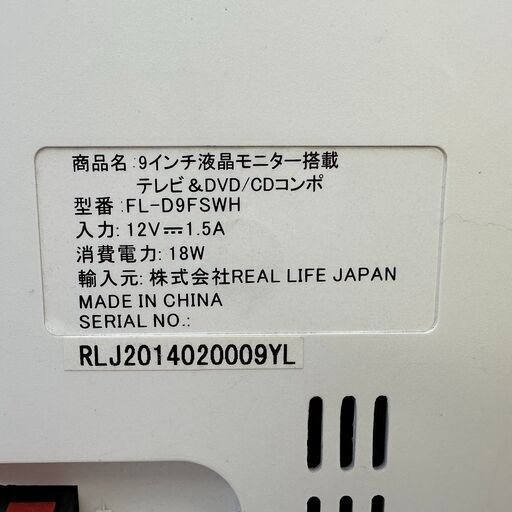 商品名:9インチ液晶モニター搭載
テレビ&DVD/CDコンポ
型番:FL-D9FSWH
入力:12V⎓1.5A
消費電力:18W
輸入元:株式会社REAL LIFE JAPAN
MADE IN CHINA
SERIAL NO.:
RLJ2014020009YL